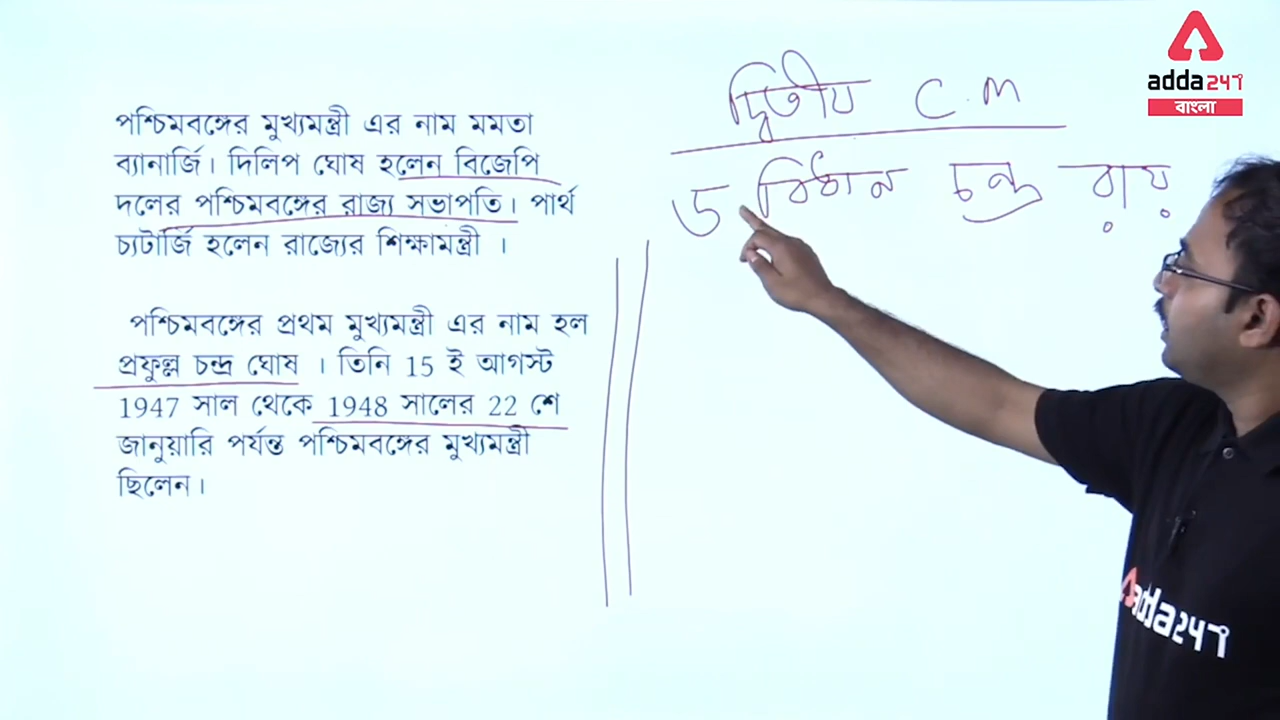 পশ্চিমবঙ্গের মুখ্যমন্ত্রী এর নাম মমতা
ব্যানার্জি। দিলিপ ঘোষ হলেন বিজেপি
দলের পশ্চিমবঙ্গের রাজ্য সভাপতি। পার্থ
চ্যটার্জি হলেন রাজ্যের শিক্ষামন্ত্রী ।
পশ্চিমবঙ্গের প্রথম মুখ্যমন্ত্রী এর নাম হল
প্রফুল্ল চন্দ্র ঘোষ । তিনি 15 ই আগস্ট
1947 সাল থেকে 1948 সালের 22 শে
জানুয়ারি পর্যন্ত পশ্চিমবঙ্গের মুখ্যমন্ত্রী
ছিলেন।
দ্বিতীয় C.M
ড বিধান চন্দ্র রায়
adda247
বাংলা
adda247